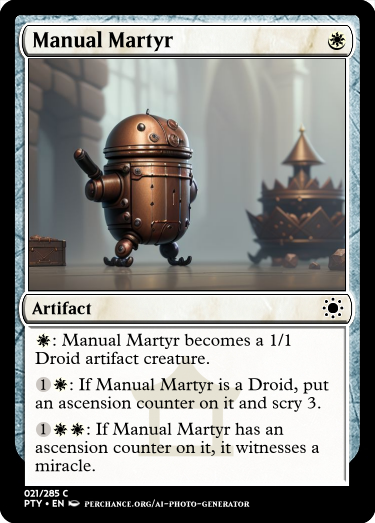 Manual Martyr
Artifact
: Manual Martyr becomes a 1/1
Droid artifact creature.
1 : If Manual Martyr is a Droid, put
an ascension counter on it and scry 3.
1 : If Manual Martyr has an
ascension counter on it, it witnesses a
miracle.
021/285 C
PTY • EN PERCHANCE.ORG/AI-PHOTO-GENERATOR